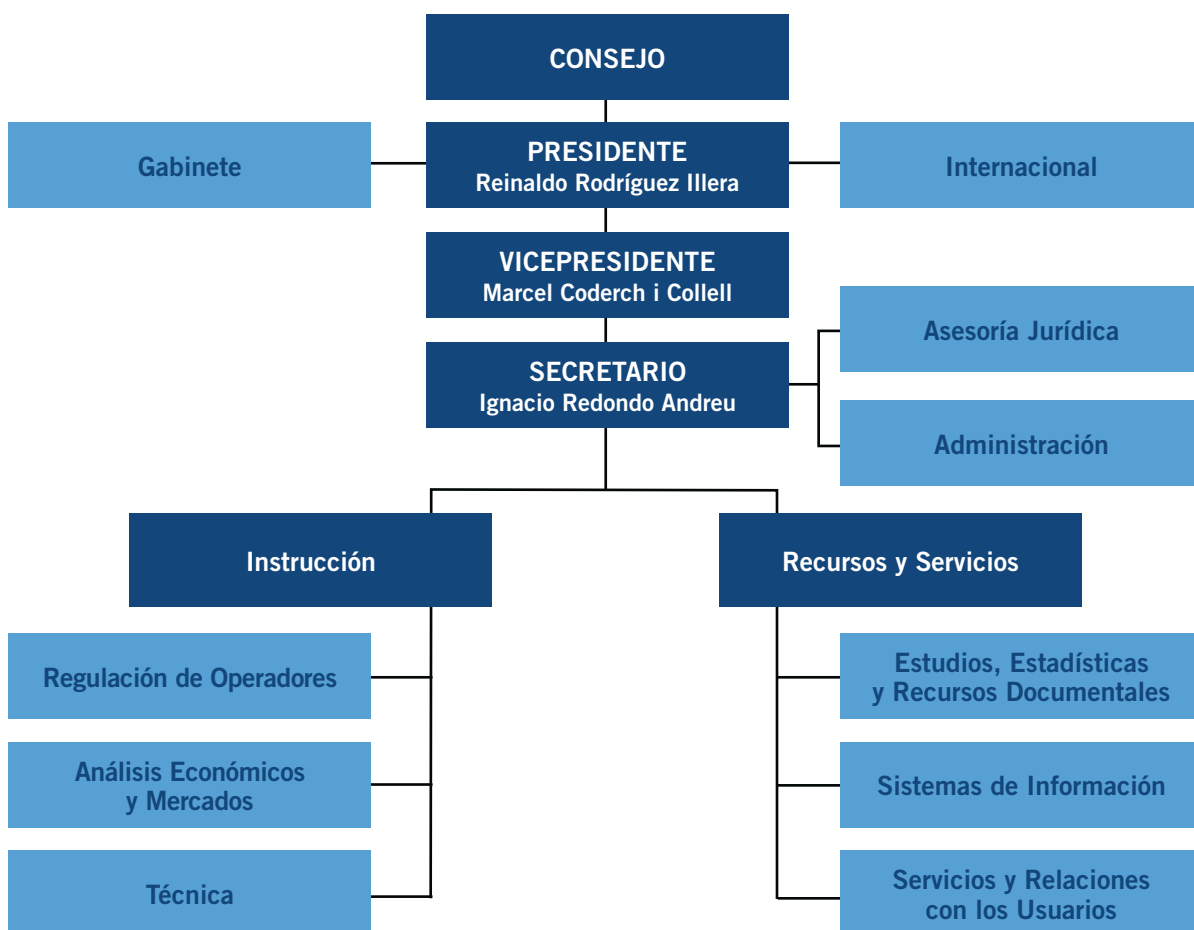 CONSEJO
Gabinete
PRESIDENTE
Reinaldo Rodríguez Illera
Internacional
VICEPRESIDENTE
Marcel Coderch i Collell
Asesoría Jurídica
SECRETARIO
Ignacio Redondo Andreu
Administración
Instrucción
Recursos y Servicios
Regulación de Operadores
Estudios, Estadísticas
y Recursos Documentales
Análisis Económicos
y Mercados
Sistemas de Información
Técnica
Servicios y Relaciones
con los Usuarios